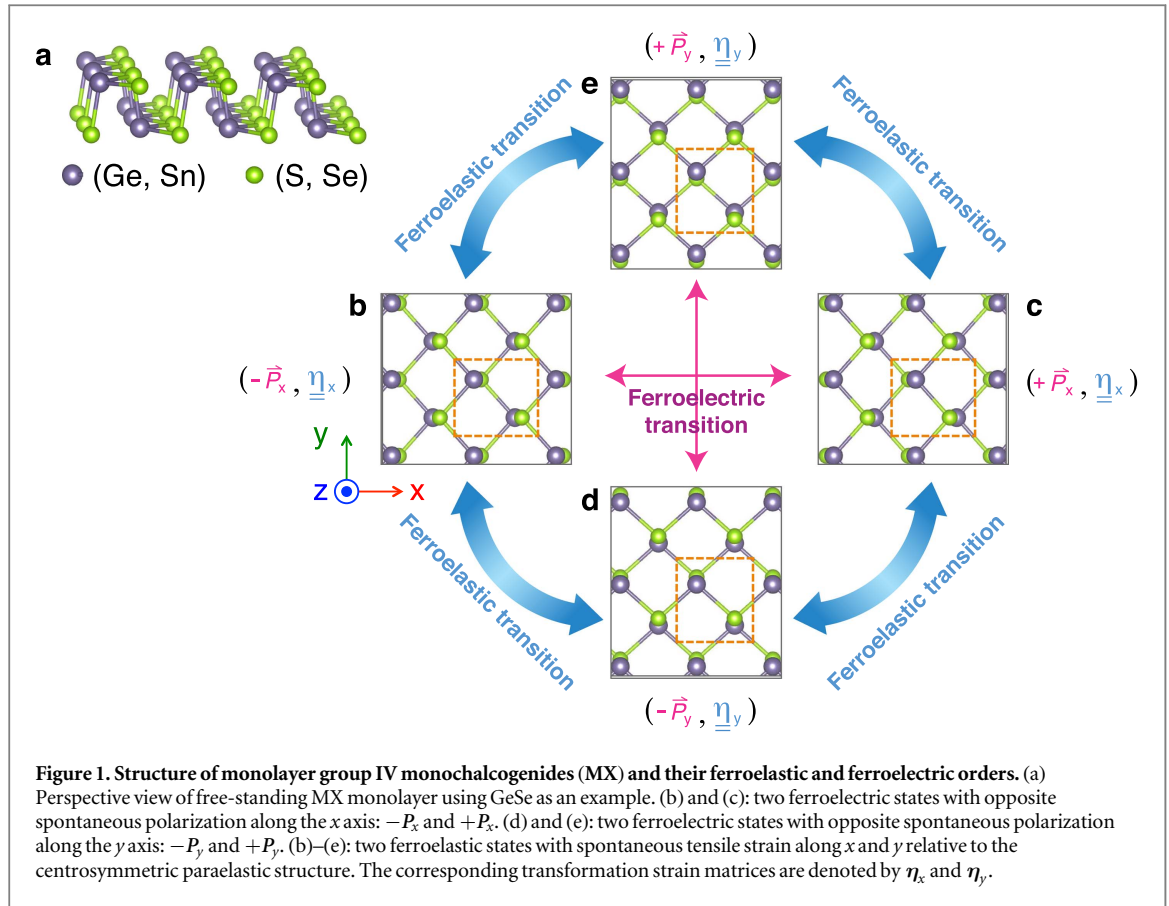 a
(Ge, Sn)
(S, Se)
(+P⃗y, η̳y)
e
Ferroelastic transition
Ferroelastic transition
b
(-P⃗x, η̳x)
c
(+P⃗x, η̳x)
Ferroelectric
transition
y
z
x
d
Ferroelastic transition
Ferroelastic transition
(-P⃗y, η̳y)
Figure 1. Structure of monolayer group IV monochalcogenides (MX) and their ferroelastic and ferroelectric orders. (a)
Perspective view of free-standing MX monolayer using GeSe as an example. (b) and (c): two ferroelectric states with opposite
spontaneous polarization along the x axis: −Px and +Px. (d) and (e): two ferroelectric states with opposite spontaneous polarization
along the y axis: −Py and +Py. (b)–(e): two ferroelastic states with spontaneous tensile strain along x and y relative to the
centrosymmetric paraelastic structure. The corresponding transformation strain matrices are denoted by ηx and ηy.